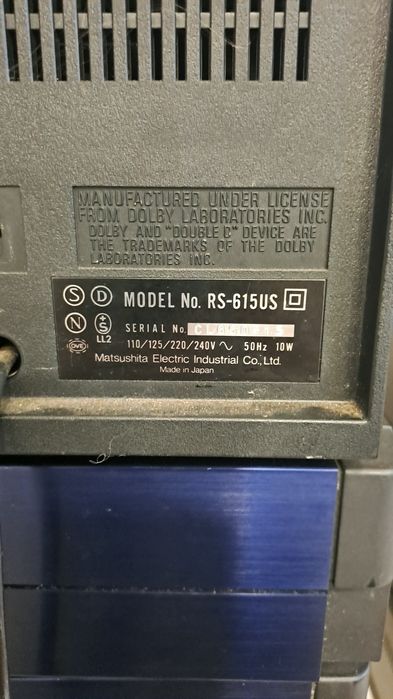 MANUFACTURED UNDER LICENSE
FROM DOLBY LABORATORIES INC.
DOLBY AND "DOUBLE D" DEVICE ARE
THE TRADEMARKS OF THE DOLBY
LABORATORIES INC.
S D MODEL No. RS-615US
N +S SERIAL No.
OVE LL2 110/125/220/240V ~ 50Hz 10W
Matsushita Electric Industrial Co., Ltd.
Made in Japan